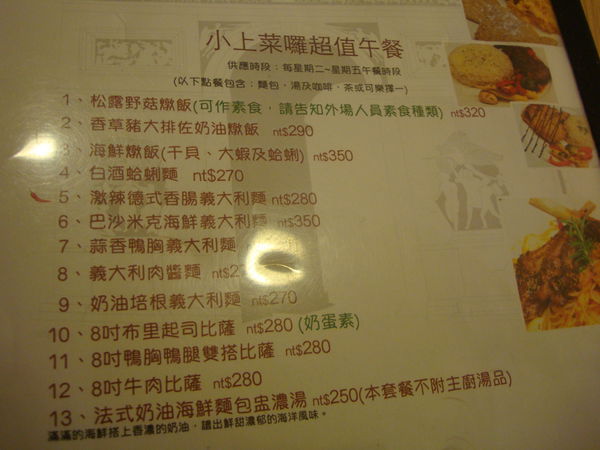 小上菜囉超值午餐
供應時段：每星期二~星期五午餐時段
(以下點餐包含：麵包、湯及咖啡、茶或可樂擇一)
1、松露野菇燉飯(可作素食，請告知外場人員素食種類) nt$320
2、香草豬大排佐奶油燉飯 nt$290
3、海鮮燉飯(干貝、大蝦及蛤蜊) nt$350
4、白酒蛤蜊麵 nt$270
5、激辣德式香腸義大利麵 nt$280
6、巴沙米克海鮮義大利麵 nt$350
7、蒜香鴨胸義大利麵 nt$
8、義大利肉醬麵 nt$2
9、奶油培根義大利麵 nt$270
10、8吋布里起司比薩 nt$280 (奶蛋素)
11、8吋鴨胸鴨腿雙搭比薩 nt$280
12、8吋牛肉比薩 nt$280
13、法式奶油海鮮麵包盅濃湯 nt$250(本套餐不附主廚湯品)
滿滿的海鮮搭上香濃的奶油，譜出鮮甜濃郁的海洋風味。